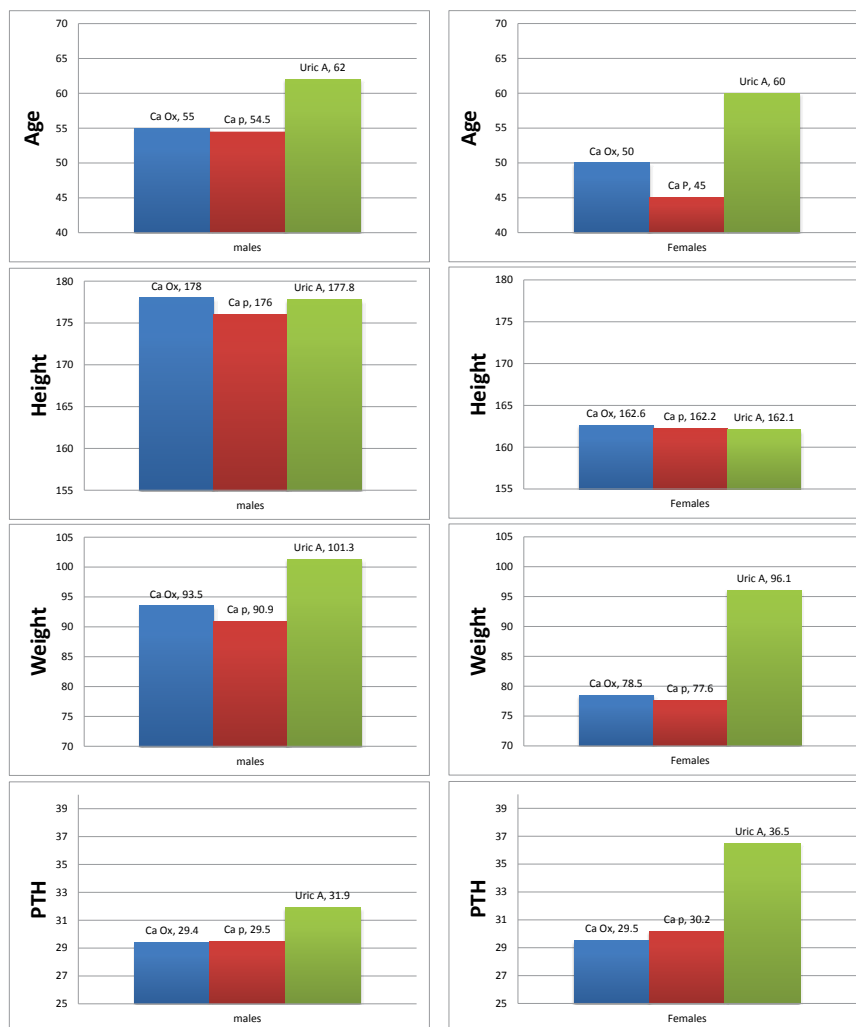 70
65
60
55
50
45
40
Age
Ca Ox, 55
Ca p, 54.5
Uric A, 62
males
70
65
60
55
50
45
40
Age
Ca Ox, 50
Ca P, 45
Uric A, 60
Females
180
175
170
165
160
155
Height
Ca Ox, 178
Ca p, 176
Uric A, 177.8
males
180
175
170
165
160
155
Height
Ca Ox, 162.6
Ca p, 162.2
Uric A, 162.1
Females
105
100
95
90
85
80
75
70
Weight
Ca Ox, 93.5
Ca p, 90.9
Uric A, 101.3
males
105
100
95
90
85
80
75
70
Weight
Ca Ox, 78.5
Ca p, 77.6
Uric A, 96.1
Females
39
37
35
33
31
29
27
25
PTH
Ca Ox, 29.4
Ca p, 29.5
Uric A, 31.9
males
39
37
35
33
31
29
27
25
PTH
Ca Ox, 29.5
Ca p, 30.2
Uric A, 36.5
Females